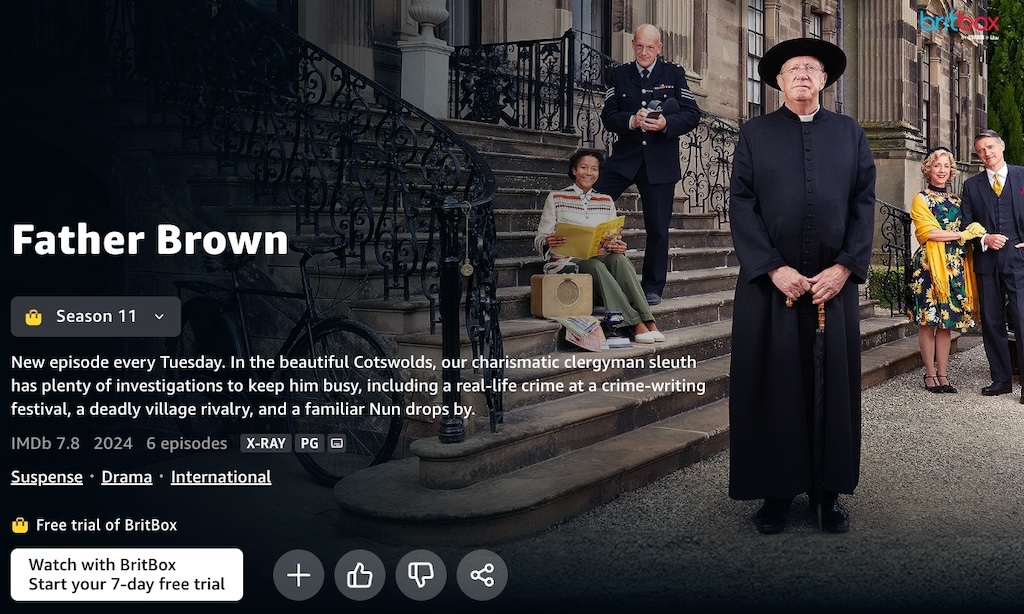 britbox
Father Brown
Season 11
New episode every Tuesday. In the beautiful Cotswolds, our charismatic clergyman sleuth
has plenty of investigations to keep him busy, including a real-life crime at a crime-writing
festival, a deadly village rivalry, and a familiar Nun drops by.
IMDb 7.8 2024 6 episodes X-RAY PG
Suspense · Drama · International
Free trial of BritBox
Watch with BritBox
Start your 7-day free trial